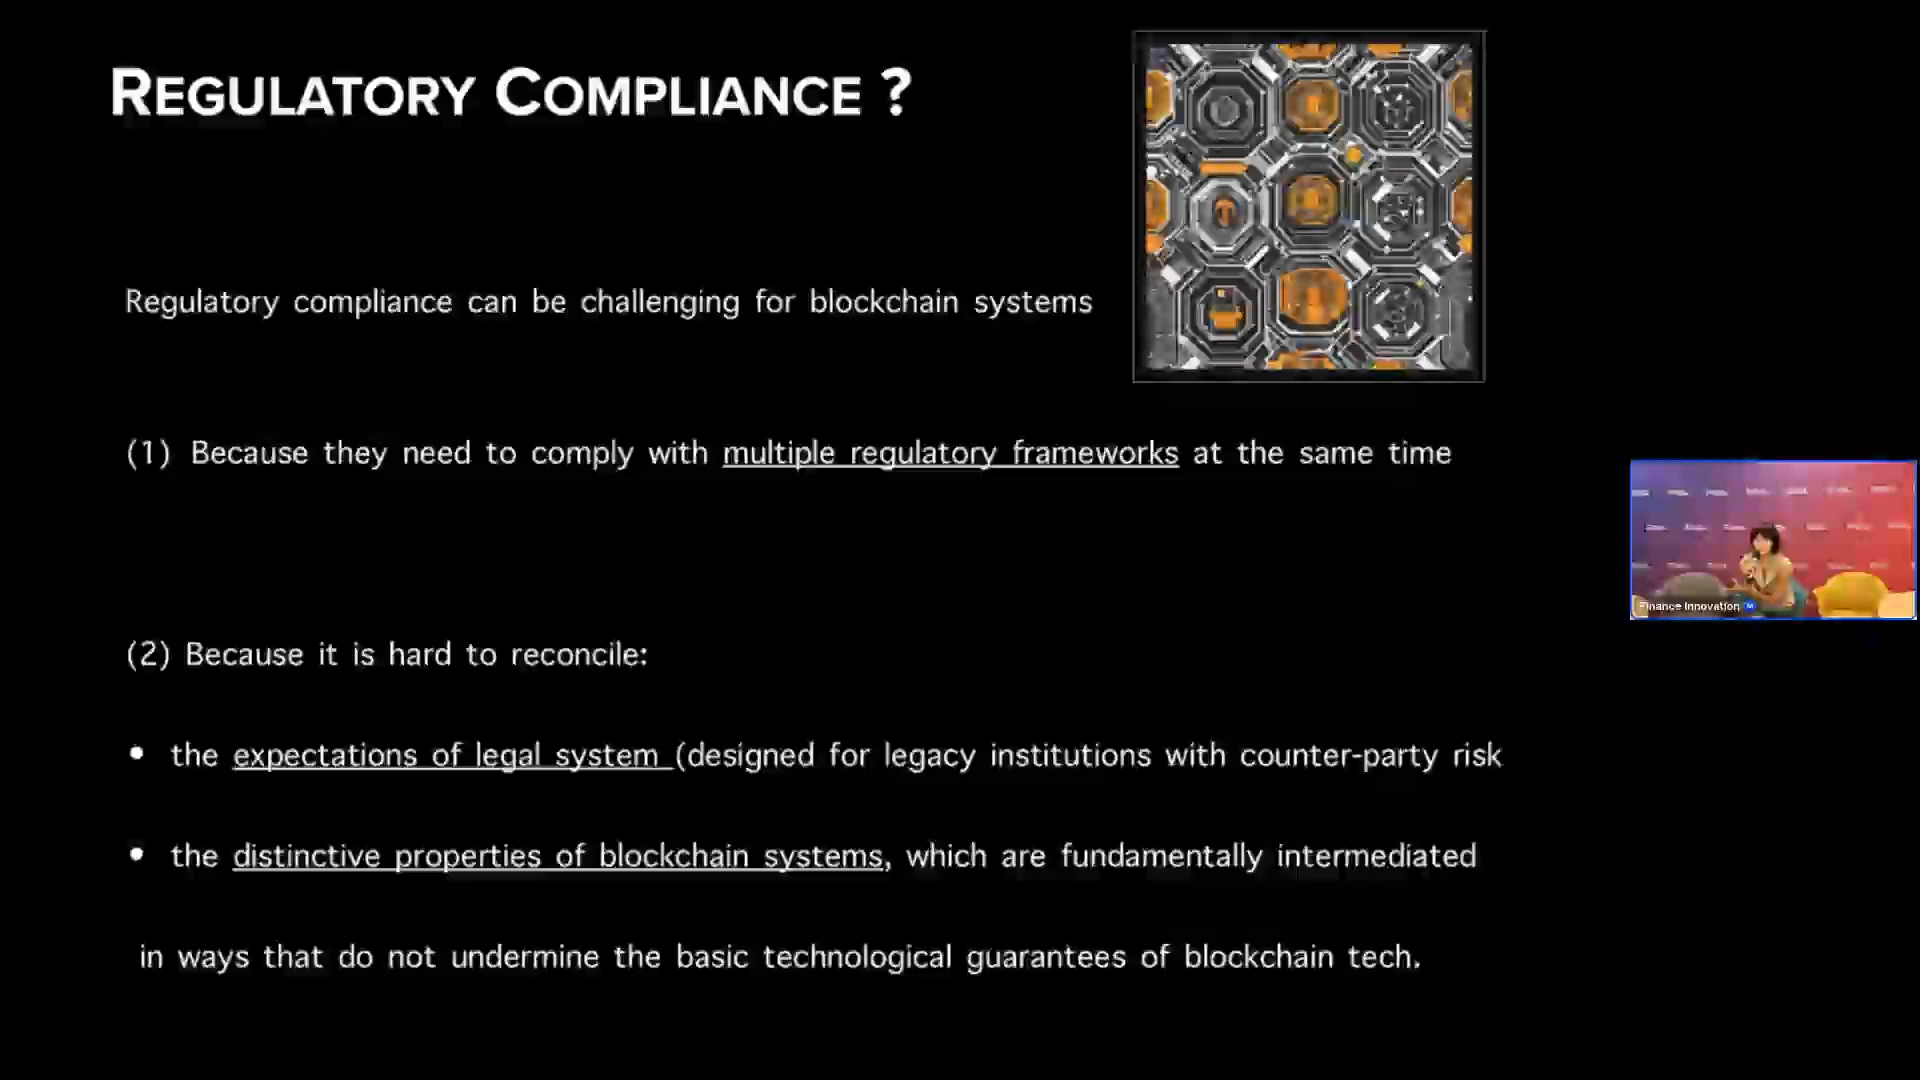 REGULATORY COMPLIANCE ?
Regulatory compliance can be challenging for blockchain systems
(1) Because they need to comply with multiple regulatory frameworks at the same time
(2) Because it is hard to reconcile:
• the expectations of legal system (designed for legacy institutions with counter-party risk
• the distinctive properties of blockchain systems, which are fundamentally intermediated
in ways that do not undermine the basic technological guarantees of blockchain tech.
Finance Innovation